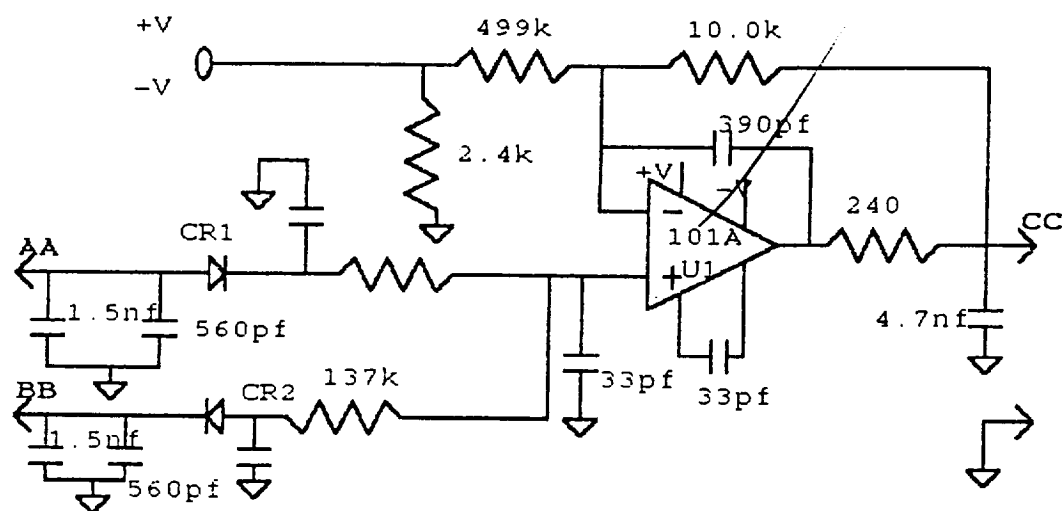 +V
-V
499k
10.0k
390pf
2.4k
+V
-V
-
101A
+U1
240
CC
CR1
AA
1.5nf
560pf
33pf
33pf
4.7nf
137k
BB
CR2
1.5nf
560pf